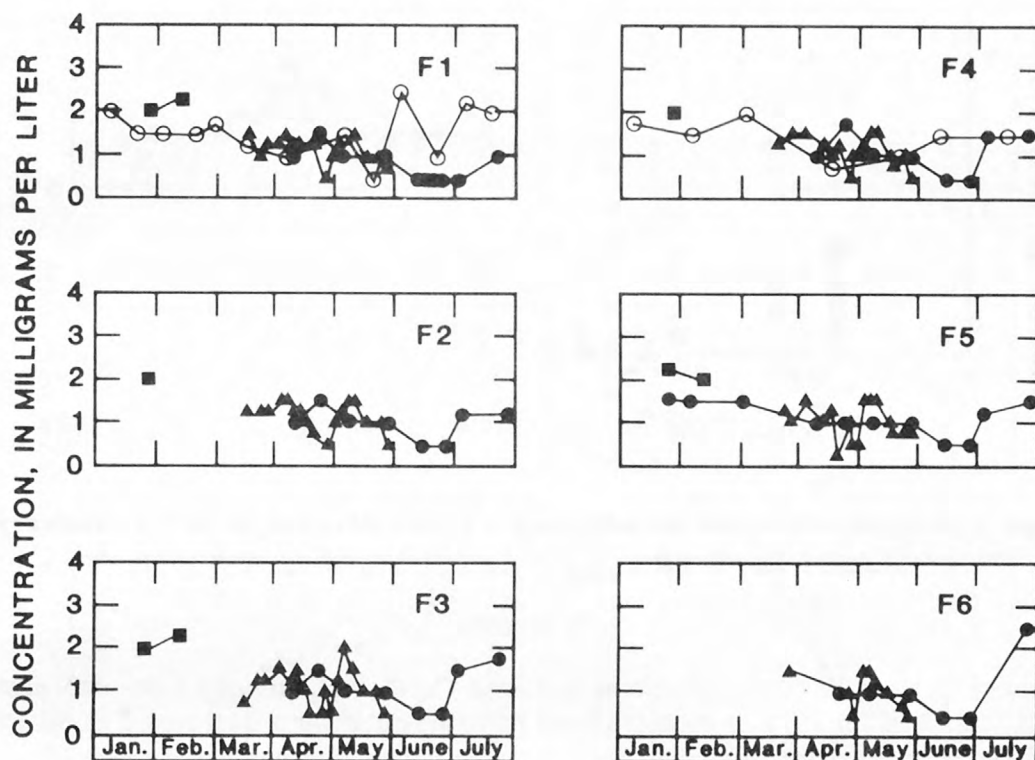 CONCENTRATION, IN MILLIGRAMS PER LITER
4
3
2
1
0
F1
F4
4
3
2
1
0
F2
F5
4
3
2
1
0
F3
F6
Jan. Feb. Mar. Apr. May June July
Jan. Feb. Mar. Apr. May June July